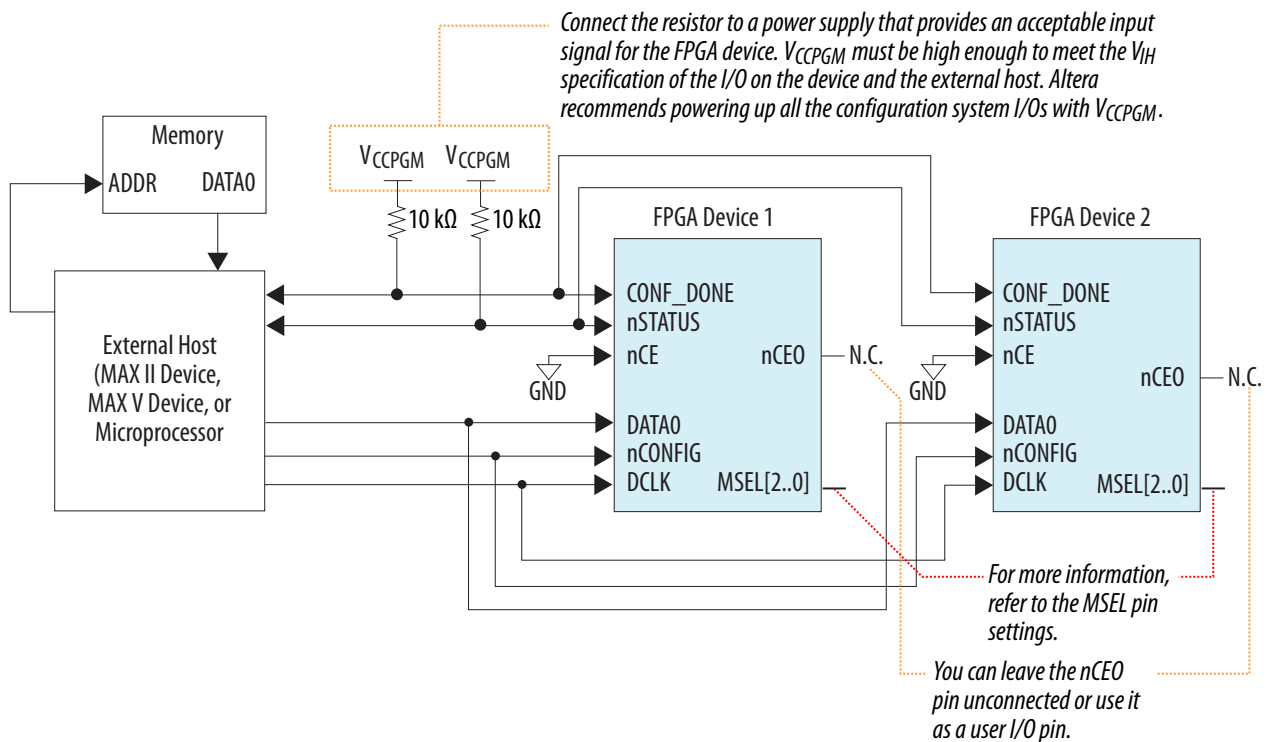 Connect the resistor to a power supply that provides an acceptable input
signal for the FPGA device. VCCPGM must be high enough to meet the VIH
specification of the I/O on the device and the external host. Altera
recommends powering up all the configuration system I/Os with VCCPGM.
Memory
ADDR DATA0
VCCPGM VCCPGM
10 kΩ 10 kΩ
FPGA Device 1
FPGA Device 2
External Host
(MAX II Device,
MAX V Device, or
Microprocessor
CONF_DONE
nSTATUS
nCE
nCEO
N.C.
GND
DATA0
nCONFIG
DCLK
MSEL[2..0]
CONF_DONE
nSTATUS
nCE
nCEO
N.C.
GND
DATA0
nCONFIG
DCLK
MSEL[2..0]
For more information,
refer to the MSEL pin
settings.
You can leave the nCEO
pin unconnected or use it
as a user I/O pin.